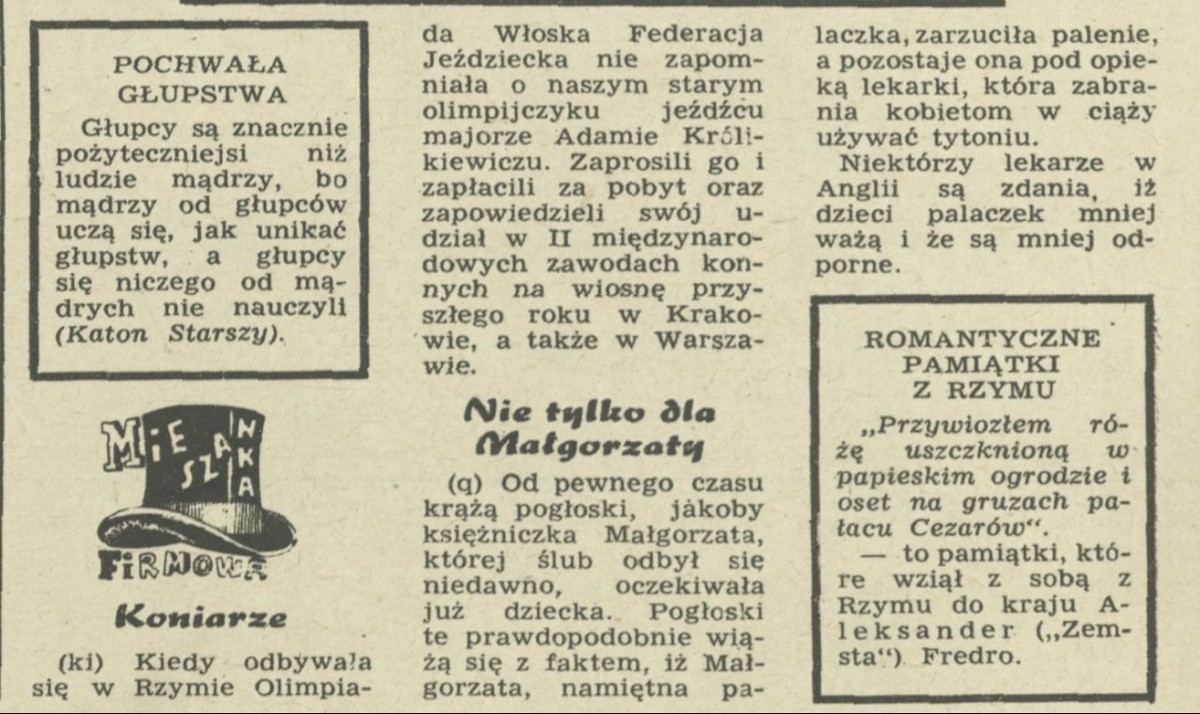 POCHWAŁA
GŁUPSTWA
Głupcy są znacznie
pożyteczniejsi niż
ludzie mądrzy, bo
mądrzy od głupców
uczą się, jak unikać
głupstw, a głupcy
się niczego od mą-
drych nie nauczyli
(Katon Starszy).
MiESZANKA
FiRMOWA
Koniarze
(ki) Kiedy odbywała
się w Rzymie Olimpia-
da Włoska Federacja
Jeździecka nie zapom-
niała o naszym starym
olimpijczyku jeźdźcu
majorze Adamie Króli-
kiewiczu. Zaprosili go i
zapłacili za pobyt oraz
zapowiedzieli swój u-
dział w II międzynaro-
dowych zawodach kon-
nych na wiosnę przy-
szłego roku w Krako-
wie, a także w Warsza-
wie.
Nie tylko dla
Małgorzaty
(q) Od pewnego czasu
krążą pogłoski, jakoby
księżniczka Małgorzata,
której ślub odbył się
niedawno, oczekiwała
już dziecka. Pogłoski
te prawdopodobnie wią-
żą się z faktem, iż Mał-
gorzata, namiętna pa-
laczka, zarzuciła palenie,
a pozostaje ona pod opie-
ką lekarki, która zabra-
nia kobietom w ciąży
używać tytoniu.
Niektórzy lekarze w
Anglii są zdania, iż
dzieci palaczek mniej
ważą i że są mniej od-
porne.
ROMANTYCZNE
PAMIĄTKI
Z RZYMU
„Przywiozłem ró-
żę uszczknioną w
papieskim ogrodzie i
oset na gruzach pa-
łacu Cezarów“.
— to pamiątki, któ-
re wziął z sobą z
Rzymu do kraju A-
leksander („Zem-
sta“) Fredro.